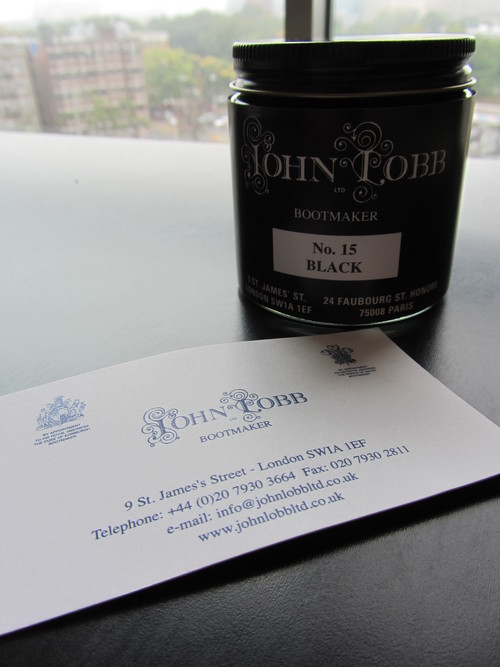 JOHN LOBB
LTD
BOOTMAKER
No. 15
BLACK
ST. JAMES' ST.
LONDON SW1A 1EF
24 FAUBOURG ST. HONORE
75008 PARIS
JOHN LOBB
BOOTMAKER
9 St. James's Street - London SW1A 1EF
Telephone: +44 (0)20 7930 3664 Fax: 020 7930 2811
e-mail: info@johnlobbltd.co.uk
www.johnlobbltd.co.uk